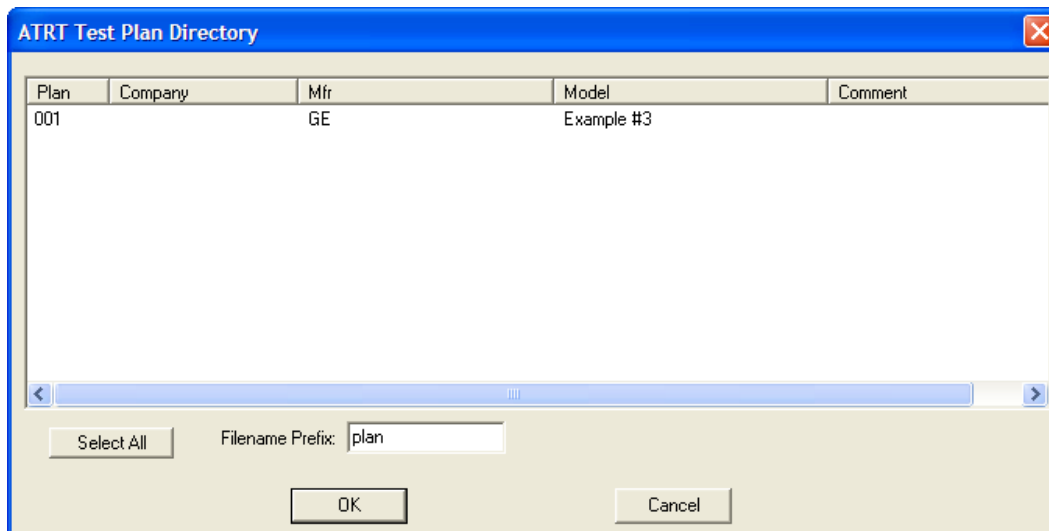 ATRT Test Plan Directory
Plan Company Mfr Model Comment
001 GE Example #3
Select All Filename Prefix: plan
OK Cancel